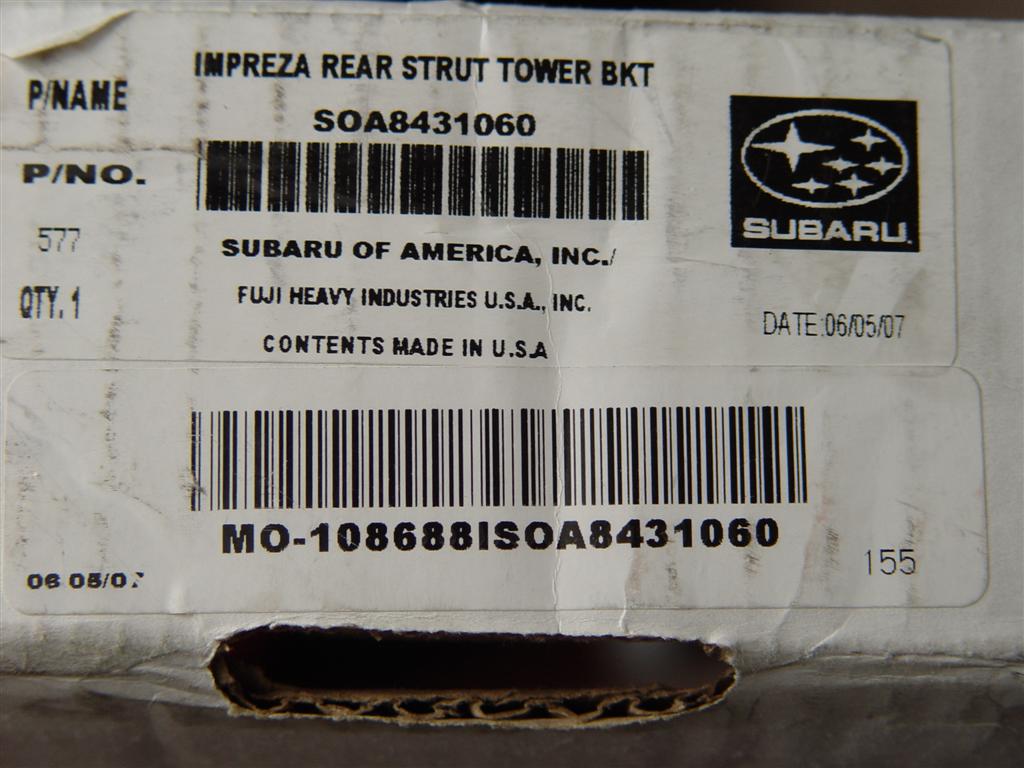 IMPREZA REAR STRUT TOWER BKT
P/NAME
SOA8431060
P/NO.
577
SUBARU OF AMERICA, INC./
QTY. 1
FUJI HEAVY INDUSTRIES U.S.A., INC.
CONTENTS MADE IN U.S.A
SUBARU.
DATE:06/05/07
MO-108688ISOA8431060
155